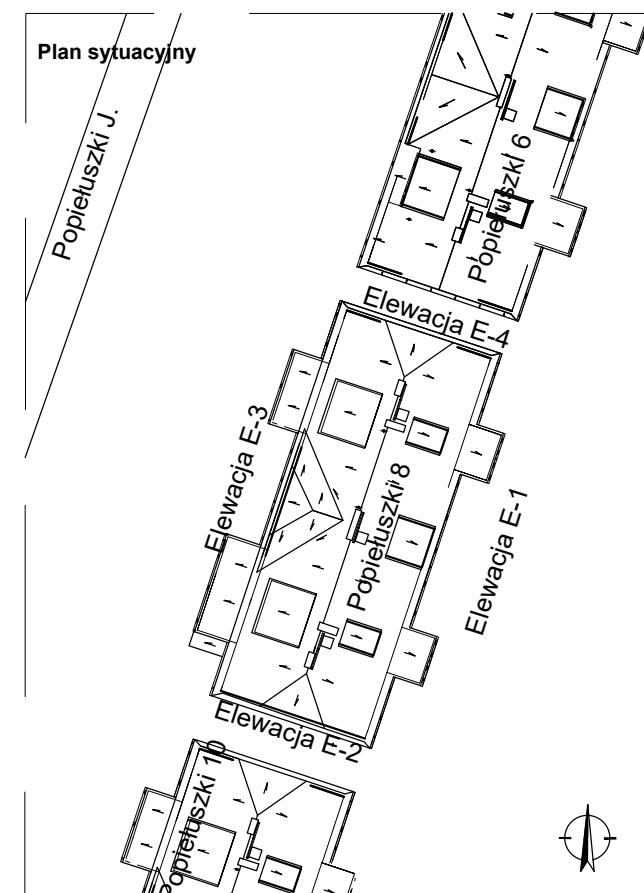 Plan sytuacyjny
Popiełuszki J.
Popiełuszki 6
Elewacja E-4
Elewacja E-3
Popiełuszki 8
Elewacja E-1
Elewacja E-2
Popiełuszki 10